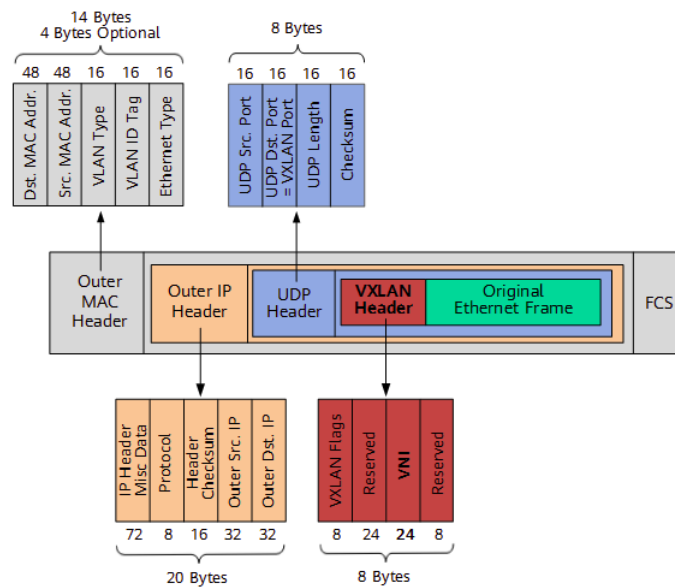 14 Bytes
4 Bytes Optional
8 Bytes
48 48 16 16 16
16 16 16 16
Dst. MAC Addr.
Src. MAC Addr.
VLAN Type
VLAN ID Tag
Ethernet Type
UDP Src. Port
UDP Dst. Port
= VXLAN Port
UDP Length
Checksum
Outer
MAC
Header
Outer IP
Header
UDP
Header
VXLAN
Header
Original
Ethernet Frame
FCS
IP Header
Misc Data
Protocol
Header
Checksum
Outer Src. IP
Outer Dst. IP
VXLAN Flags
Reserved
VNI
Reserved
72 8 16 32 32
8 24 24 8
20 Bytes
8 Bytes